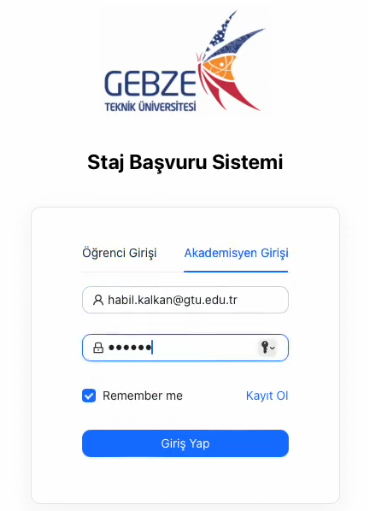 GEBZE
TEKNİK ÜNİVERSİTESİ
Staj Başvuru Sistemi
Öğrenci Girişi Akademisyen Girişi
habil.kalkan@gtu.edu.tr
Remember me Kayıt Ol
Giriş Yap